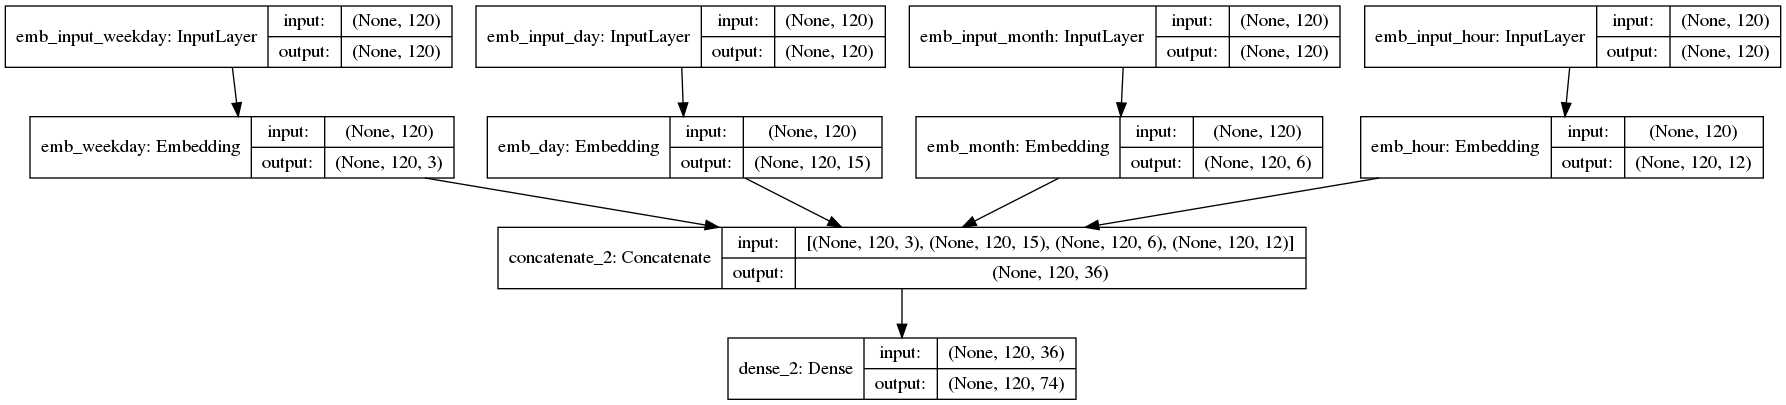 emb_input_weekday: InputLayer
input: (None, 120)
output: (None, 120)
emb_input_day: InputLayer
input: (None, 120)
output: (None, 120)
emb_input_month: InputLayer
input: (None, 120)
output: (None, 120)
emb_input_hour: InputLayer
input: (None, 120)
output: (None, 120)
emb_weekday: Embedding
input: (None, 120)
output: (None, 120, 3)
emb_day: Embedding
input: (None, 120)
output: (None, 120, 15)
emb_month: Embedding
input: (None, 120)
output: (None, 120, 6)
emb_hour: Embedding
input: (None, 120)
output: (None, 120, 12)
concatenate_2: Concatenate
input: [(None, 120, 3), (None, 120, 15), (None, 120, 6), (None, 120, 12)]
output: (None, 120, 36)
dense_2: Dense
input: (None, 120, 36)
output: (None, 120, 74)